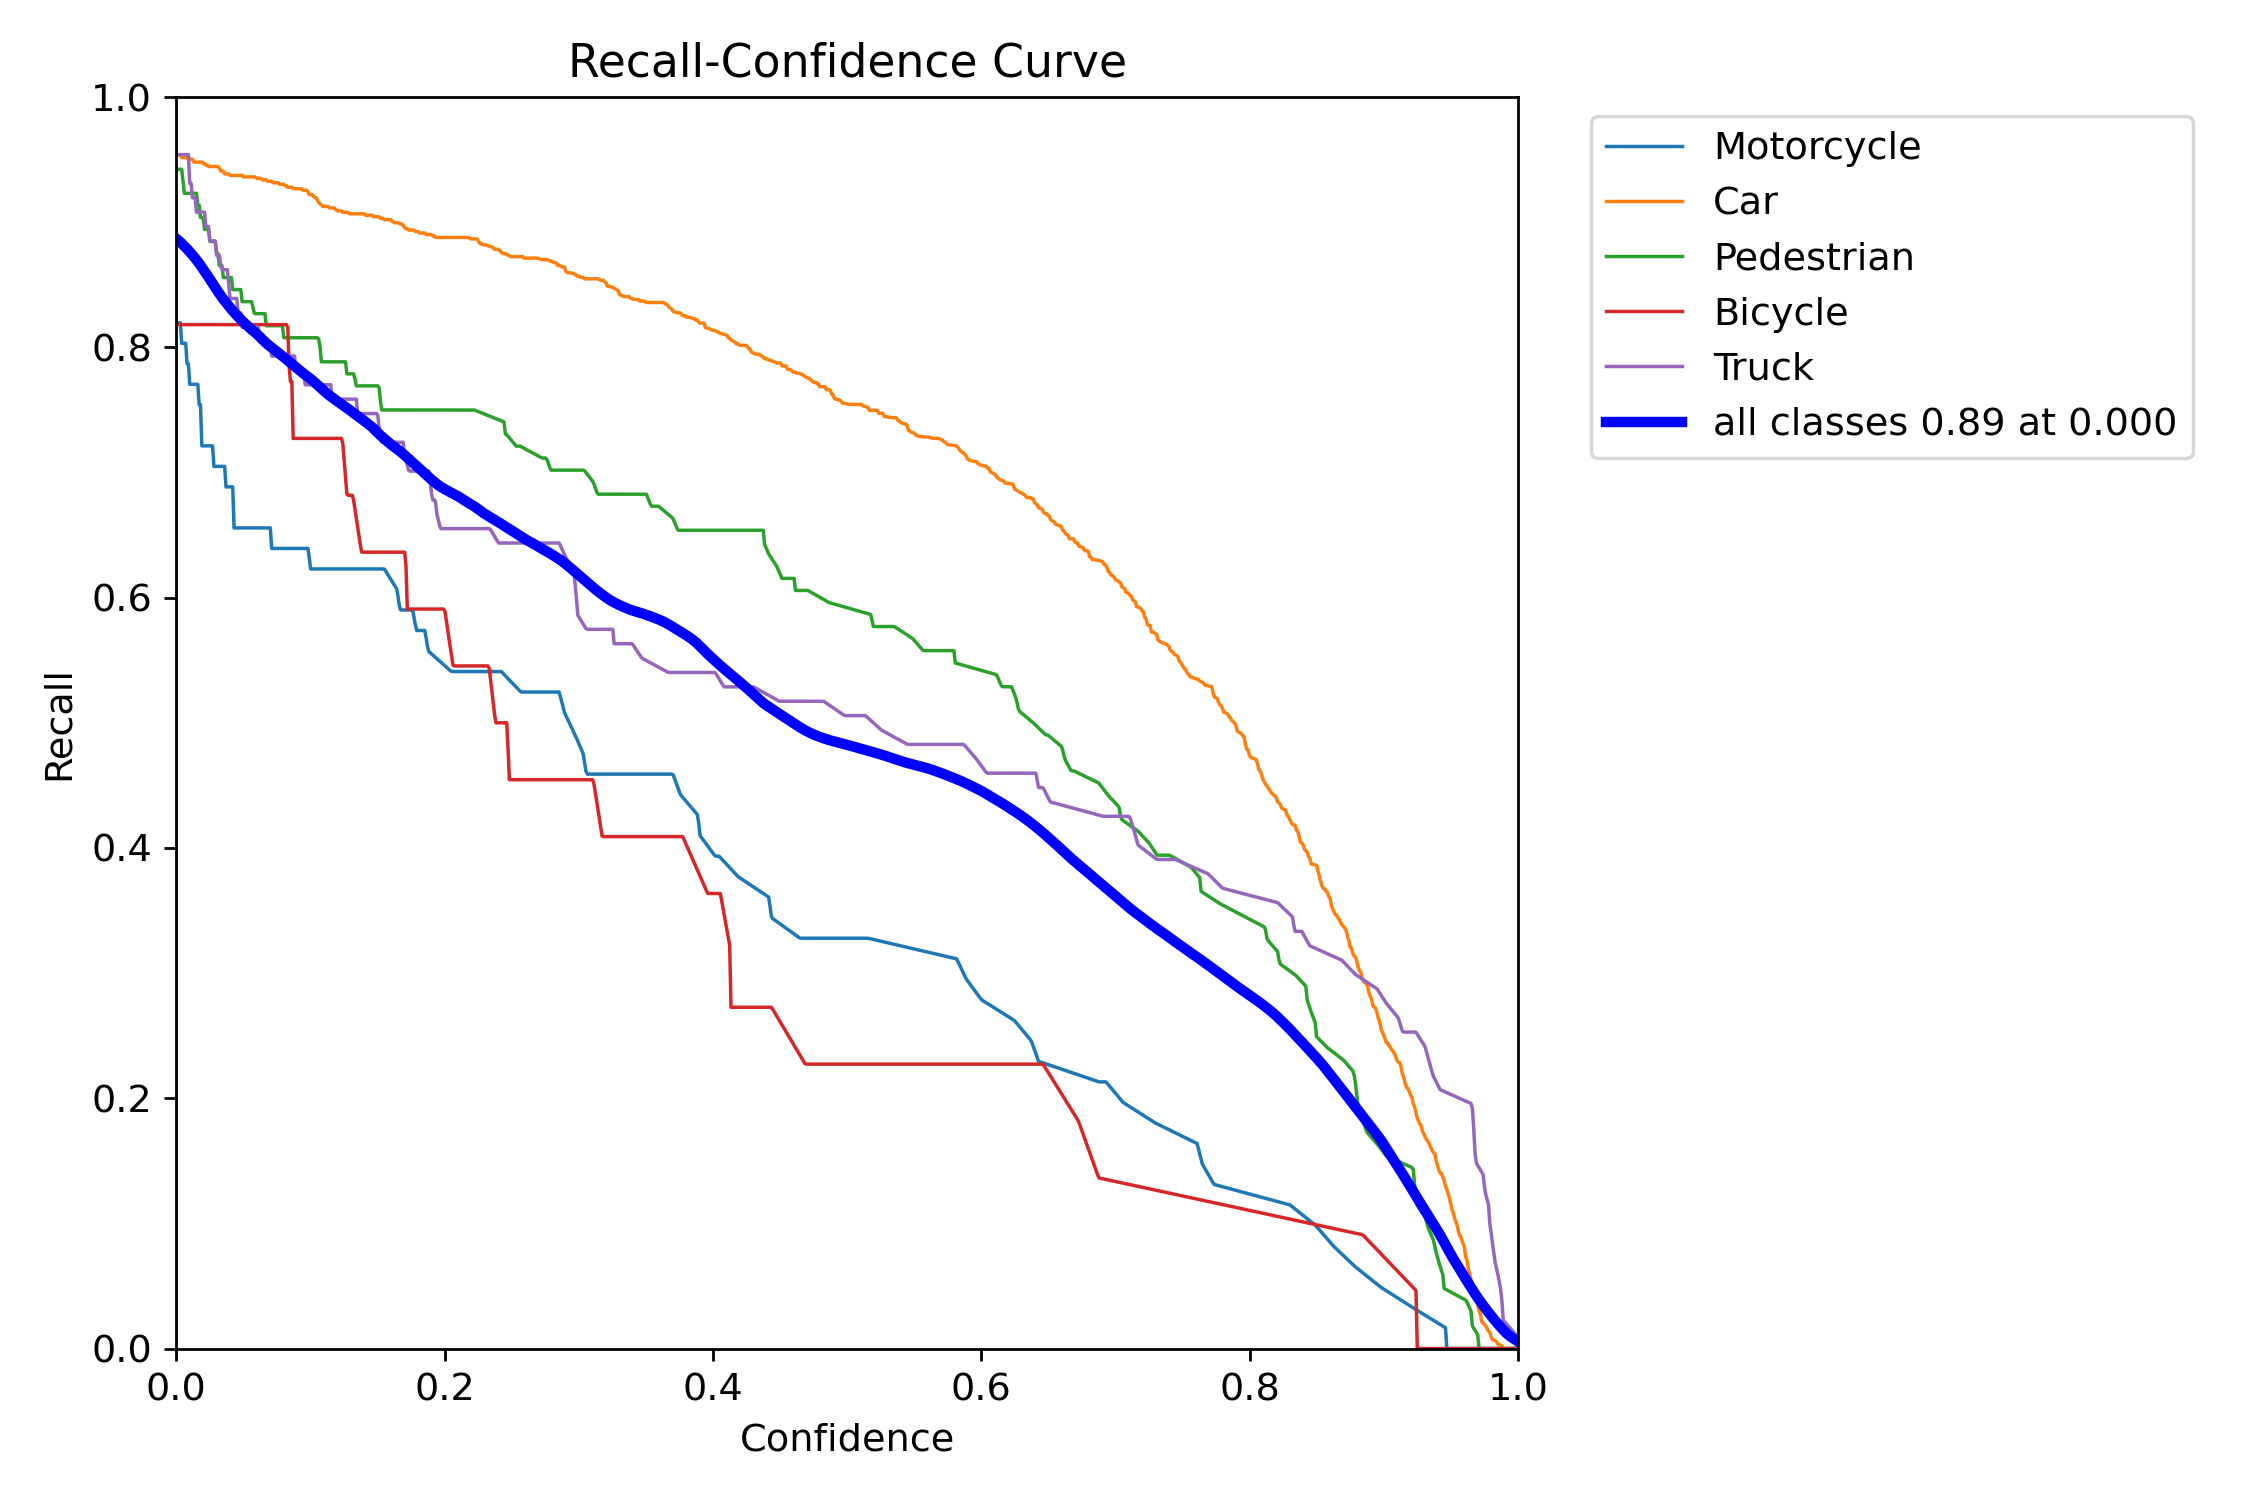 Recall-Confidence Curve
1.0
0.8
0.6
0.4
0.2
0.0
Recall
0.0 0.2 0.4 0.6 0.8 1.0
Confidence
Motorcycle
Car
Pedestrian
Bicycle
Truck
all classes 0.89 at 0.000